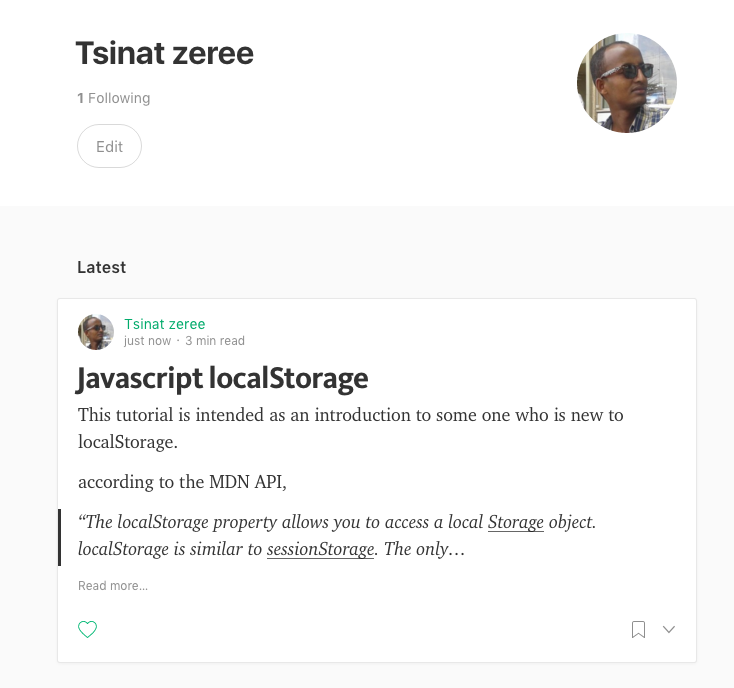 Tsinat zeree
1 Following
Edit
Latest
Tsinat zeree
just now · 3 min read
Javascript localStorage
This tutorial is intended as an introduction to some one who is new to
localStorage.
according to the MDN API,
“The localStorage property allows you to access a local Storage object.
localStorage is similar to sessionStorage. The only…
Read more...